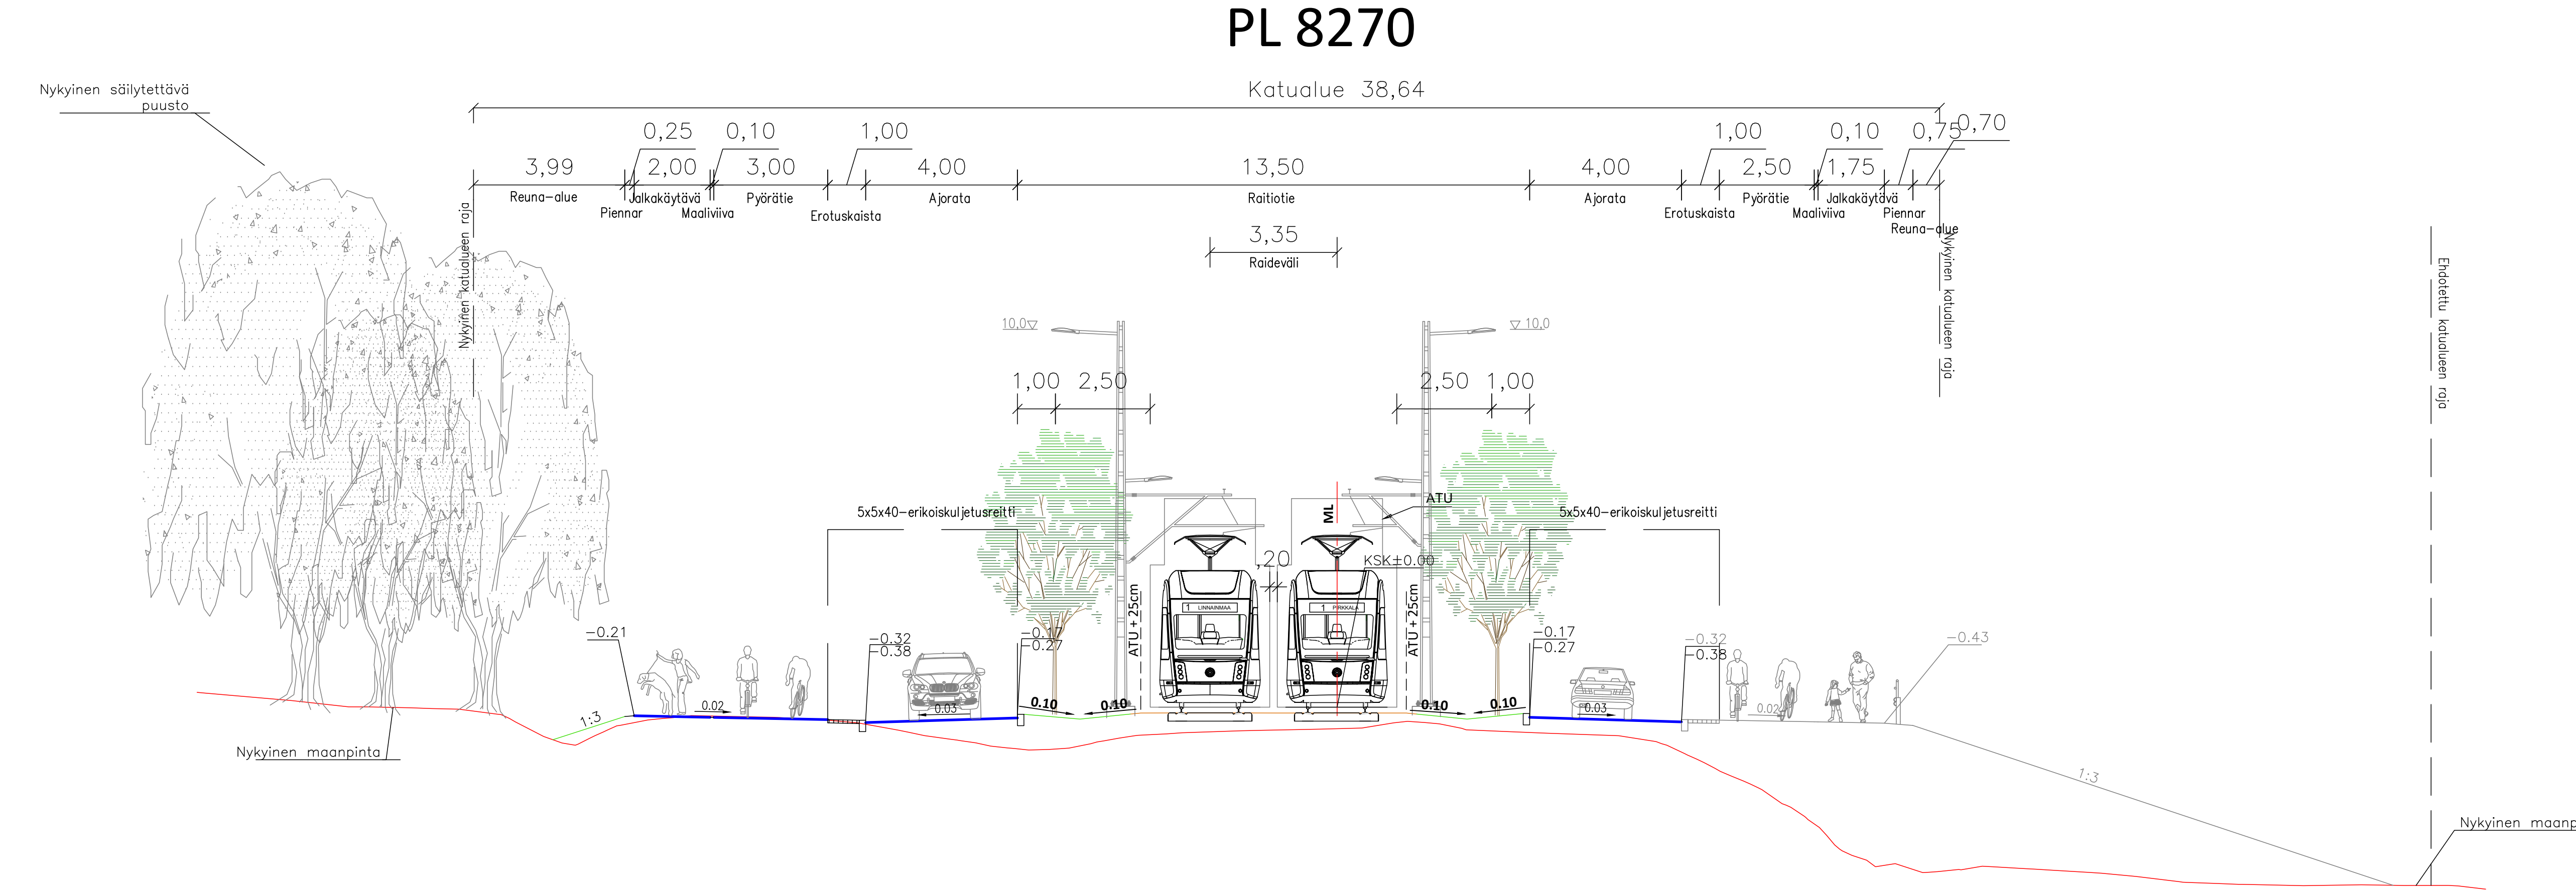 PL 8270
Nykyinen säilytettävä
puusto
Katualue 38,64
0,25
0,10
1,00
1,00
0,10
0,75
0,70
3,99
2,00
3,00
4,00
13,50
4,00
2,50
1,75
Reuna-alue
Piennar
Jalkakäytävä
Maaliviiva
Pyörätie
Erotuskaista
Ajorata
Raitiotie
Ajorata
Erotuskaista
Pyörätie
Maaliviiva
Jalkakäytävä
Piennar
Reuna-alue
3,35
Raideväli
Nykyinen katualueen raja
Nykyinen katualueen raja
Ehdotettu katualueen raja
10,0
10,0
1,00
2,50
2,50
1,00
5x5x40-erikoiskuljetusreitti
ML
ATU
5x5x40-erikoiskuljetusreitti
,20
KSK±0.00
ATU + 25cm
ATU + 25cm
1 LINNAINMAA
1 PIRKKALA
-0.21
-0.32
-0.38
-0.17
-0.27
-0.17
-0.27
-0.32
-0.38
-0.43
1:3
0.02
0.03
0.10
0.10
0.10
0.10
0.03
0.02
Nykyinen maanpinta
1:3
Nykyinen maanp